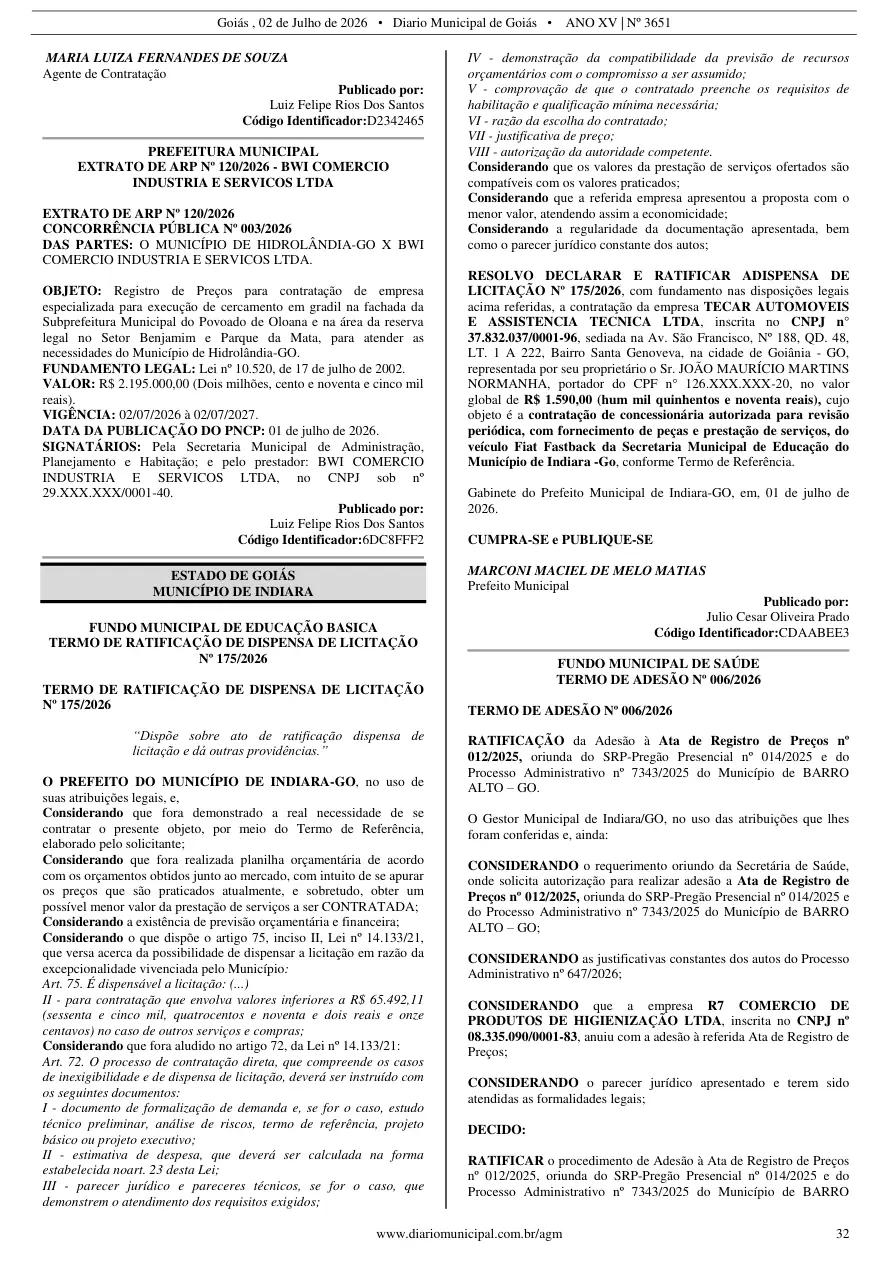 Goiás , 02 de Julho de 2026 • Diario Municipal de Goiás • ANO XV | Nº 3651
MARIA LUIZA FERNANDES DE SOUZA
Agente de Contratação
Publicado por:
Luiz Felipe Rios Dos Santos
Código Identificador:D2342465
PREFEITURA MUNICIPAL
EXTRATO DE ARP Nº 120/2026 - BWI COMERCIO
INDUSTRIA E SERVICOS LTDA
EXTRATO DE ARP Nº 120/2026
CONCORRÊNCIA PÚBLICA Nº 003/2026
DAS PARTES: O MUNICÍPIO DE HIDROLÂNDIA-GO X BWI
COMERCIO INDUSTRIA E SERVICOS LTDA.
OBJETO: Registro de Preços para contratação de empresa
especializada para execução de cercamento em gradil na fachada da
Subprefeitura Municipal do Povoado de Oloana e na área da reserva
legal no Setor Benjamim e Parque da Mata, para atender as
necessidades do Município de Hidrolândia-GO.
FUNDAMENTO LEGAL: Lei nº 10.520, de 17 de julho de 2002.
VALOR: R$ 2.195.000,00 (Dois milhões, cento e noventa e cinco mil
reais).
VIGÊNCIA: 02/07/2026 à 02/07/2027.
DATA DA PUBLICAÇÃO DO PNCP: 01 de julho de 2026.
SIGNATÁRIOS: Pela Secretaria Municipal de Administração,
Planejamento e Habitação; e pelo prestador: BWI COMERCIO
INDUSTRIA E SERVICOS LTDA, no CNPJ sob nº
29.XXX.XXX/0001-40.
Publicado por:
Luiz Felipe Rios Dos Santos
Código Identificador:6DC8FFF2
ESTADO DE GOIÁS
MUNICÍPIO DE INDIARA
FUNDO MUNICIPAL DE EDUCAÇÃO BASICA
TERMO DE RATIFICAÇÃO DE DISPENSA DE LICITAÇÃO
Nº 175/2026
TERMO DE RATIFICAÇÃO DE DISPENSA DE LICITAÇÃO
Nº 175/2026
“Dispõe sobre ato de ratificação dispensa de
licitação e dá outras providências.”
O PREFEITO DO MUNICÍPIO DE INDIARA-GO, no uso de
suas atribuições legais, e,
Considerando que fora demonstrado a real necessidade de se
contratar o presente objeto, por meio do Termo de Referência,
elaborado pelo solicitante;
Considerando que fora realizada planilha orçamentária de acordo
com os orçamentos obtidos junto ao mercado, com intuito de se apurar
os preços que são praticados atualmente, e sobretudo, obter um
possível menor valor da prestação de serviços a ser CONTRATADA;
Considerando a existência de previsão orçamentária e financeira;
Considerando o que dispõe o artigo 75, inciso II, Lei nº 14.133/21,
que versa acerca da possibilidade de dispensar a licitação em razão da
excepcionalidade vivenciada pelo Município:
Art. 75. É dispensável a licitação: (...)
II - para contratação que envolva valores inferiores a R$ 65.492,11
(sessenta e cinco mil, quatrocentos e noventa e dois reais e onze
centavos) no caso de outros serviços e compras;
Considerando que fora aludido no artigo 72, da Lei nº 14.133/21:
Art. 72. O processo de contratação direta, que compreende os casos
de inexigibilidade e de dispensa de licitação, deverá ser instruído com
os seguintes documentos:
I - documento de formalização de demanda e, se for o caso, estudo
técnico preliminar, análise de riscos, termo de referência, projeto
básico ou projeto executivo;
II - estimativa de despesa, que deverá ser calculada na forma
estabelecida noart. 23 desta Lei;
III - parecer jurídico e pareceres técnicos, se for o caso, que
demonstrem o atendimento dos requisitos exigidos;
IV - demonstração da compatibilidade da previsão de recursos
orçamentários com o compromisso a ser assumido;
V - comprovação de que o contratado preenche os requisitos de
habilitação e qualificação mínima necessária;
VI - razão da escolha do contratado;
VII - justificativa de preço;
VIII - autorização da autoridade competente.
Considerando que os valores da prestação de serviços ofertados são
compatíveis com os valores praticados;
Considerando que a referida empresa apresentou a proposta com o
menor valor, atendendo assim a economicidade;
Considerando a regularidade da documentação apresentada, bem
como o parecer jurídico constante dos autos;
RESOLVO DECLARAR E RATIFICAR ADISPENSA DE
LICITAÇÃO Nº 175/2026, com fundamento nas disposições legais
acima referidas, a contratação da empresa TECAR AUTOMOVEIS
E ASSISTENCIA TECNICA LTDA, inscrita no CNPJ n°
37.832.037/0001-96, sediada na Av. São Francisco, Nº 188, QD. 48,
LT. 1 A 222, Bairro Santa Genoveva, na cidade de Goiânia - GO,
representada por seu proprietário o Sr. JOÃO MAURÍCIO MARTINS
NORMANHA, portador do CPF n° 126.XXX.XXX-20, no valor
global de R$ 1.590,00 (hum mil quinhentos e noventa reais), cujo
objeto é a contratação de concessionária autorizada para revisão
periódica, com fornecimento de peças e prestação de serviços, do
veículo Fiat Fastback da Secretaria Municipal de Educação do
Município de Indiara -Go, conforme Termo de Referência.
Gabinete do Prefeito Municipal de Indiara-GO, em, 01 de julho de
2026.
CUMPRA-SE e PUBLIQUE-SE
MARCONI MACIEL DE MELO MATIAS
Prefeito Municipal
Publicado por:
Julio Cesar Oliveira Prado
Código Identificador:CDAABEE3
FUNDO MUNICIPAL DE SAÚDE
TERMO DE ADESÃO Nº 006/2026
TERMO DE ADESÃO Nº 006/2026
RATIFICAÇÃO da Adesão à Ata de Registro de Preços nº
012/2025, oriunda do SRP-Pregão Presencial nº 014/2025 e do
Processo Administrativo nº 7343/2025 do Município de BARRO
ALTO – GO.
O Gestor Municipal de Indiara/GO, no uso das atribuições que lhes
foram conferidas e, ainda:
CONSIDERANDO o requerimento oriundo da Secretária de Saúde,
onde solicita autorização para realizar adesão a Ata de Registro de
Preços nº 012/2025, oriunda do SRP-Pregão Presencial nº 014/2025 e
do Processo Administrativo nº 7343/2025 do Município de BARRO
ALTO – GO;
CONSIDERANDO as justificativas constantes dos autos do Processo
Administrativo nº 647/2026;
CONSIDERANDO que a empresa R7 COMERCIO DE
PRODUTOS DE HIGIENIZAÇÃO LTDA, inscrita no CNPJ nº
08.335.090/0001-83, anuiu com a adesão à referida Ata de Registro de
Preços;
CONSIDERANDO o parecer jurídico apresentado e terem sido
atendidas as formalidades legais;
DECIDO:
RATIFICAR o procedimento de Adesão à Ata de Registro de Preços
nº 012/2025, oriunda do SRP-Pregão Presencial nº 014/2025 e do
Processo Administrativo nº 7343/2025 do Município de BARRO
www.diariomunicipal.com.br/agm
32